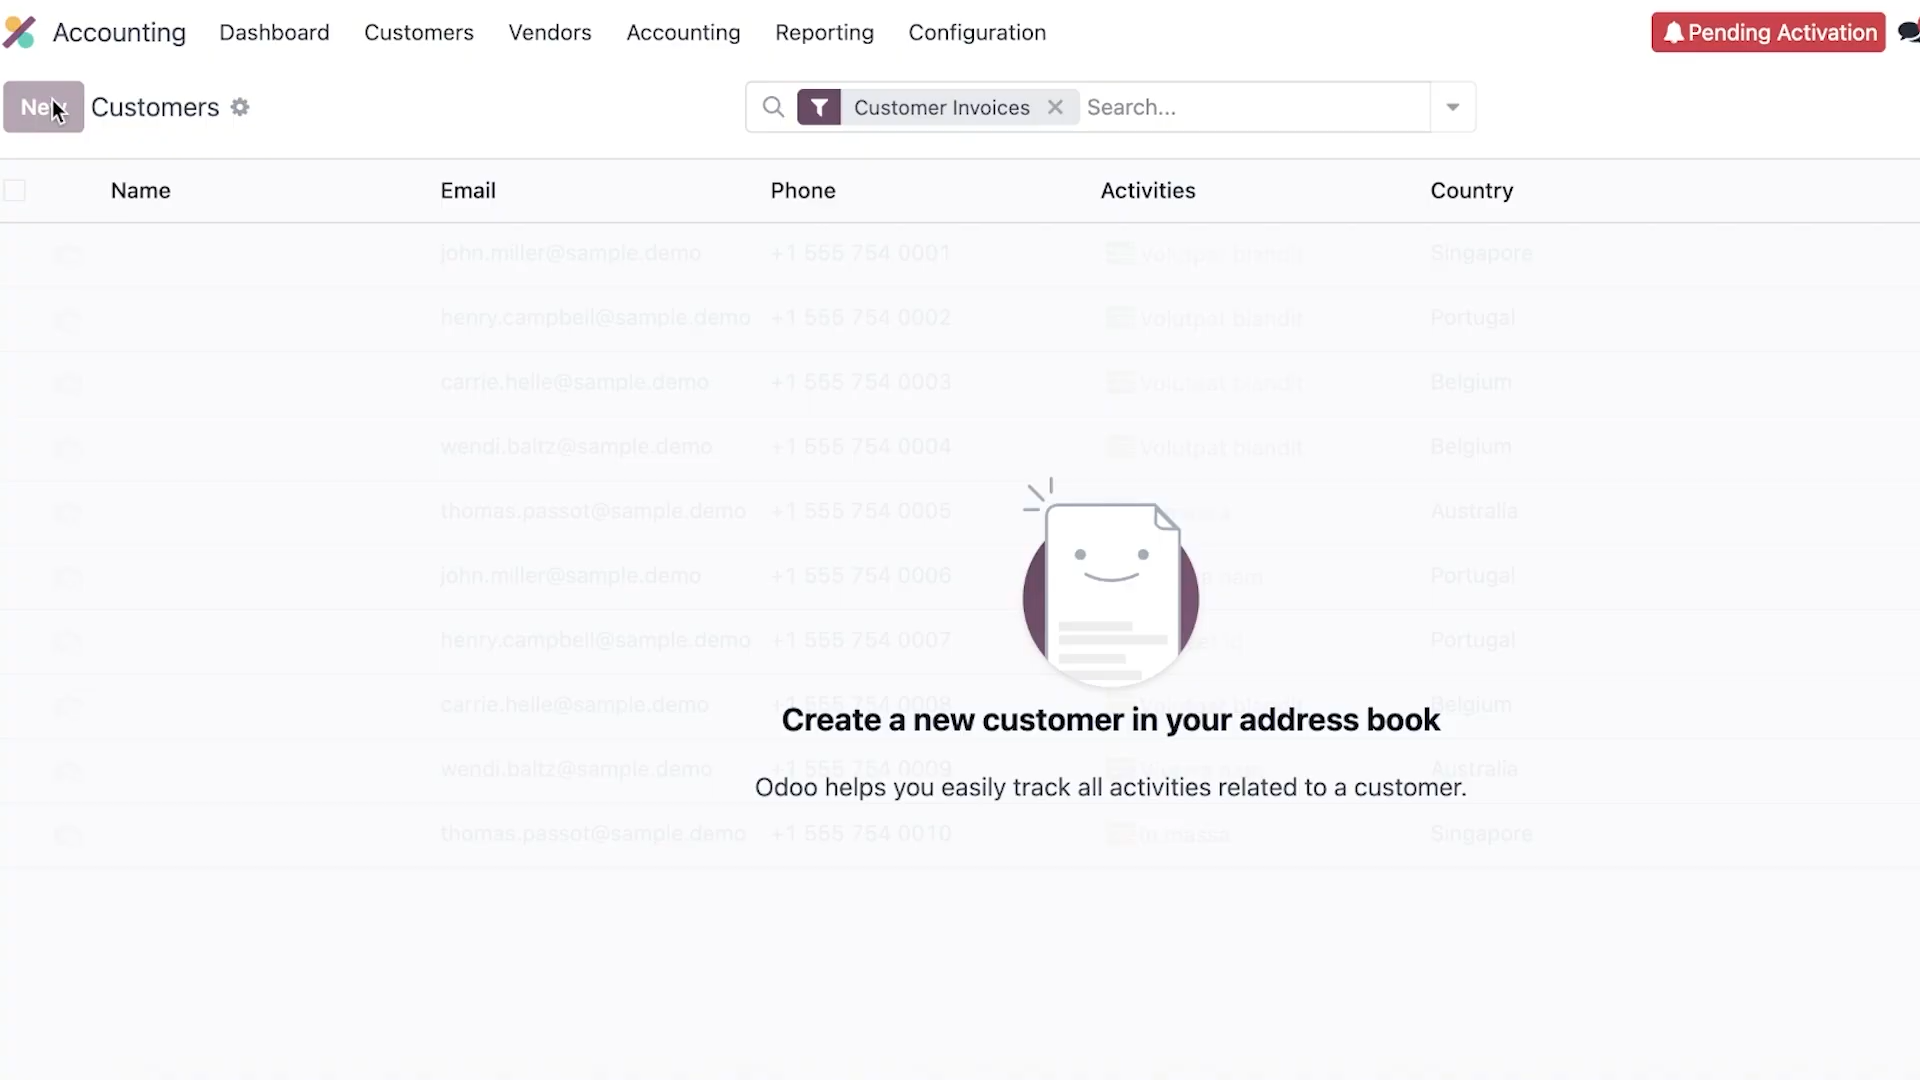 Accounting Dashboard Customers Vendors Accounting Reporting Configuration Pending Activation
Customers Customer Invoices Search...
Name Email Phone Activities Country
john.miller@sample.demo +1 555 754 0001 Volutpat blandit Singapore
henry.campbell@sample.demo +1 555 754 0002 Volutpat blandit Portugal
carrie.helle@sample.demo +1 555 754 0003 Volutpat blandit Belgium
wendi.baltz@sample.demo +1 555 754 0004 Volutpat blandit Belgium
thomas.passot@sample.demo +1 555 754 0005 Australia
john.miller@sample.demo +1 555 754 0006 Portugal
henry.campbell@sample.demo +1 555 754 0007 Portugal
carrie.helle@sample.demo +1 555 754 0008 Volutpat blandit Belgium
Create a new customer in your address book
wendi.baltz@sample.demo +1 555 754 0009 Australia
Odoo helps you easily track all activities related to a customer.
thomas.passot@sample.demo +1 555 754 0010 massa Singapore